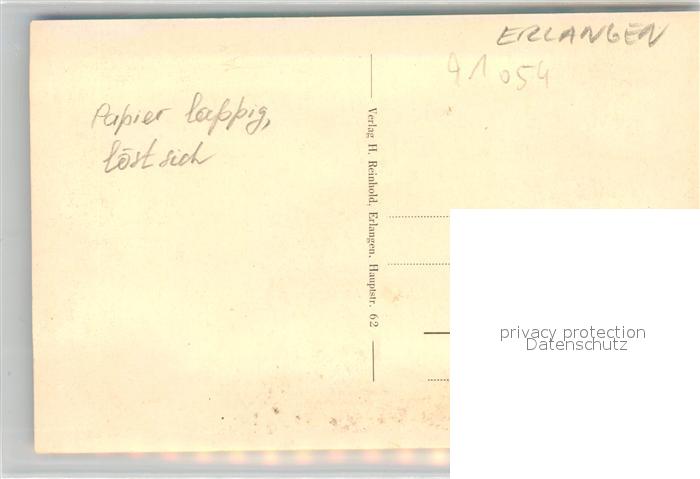 ERLANGEN
91054
Papier lappig,
löst sich
Verlag H. Reinhold, Erlangen, Hauptstr. 62
privacy protection
Datenschutz